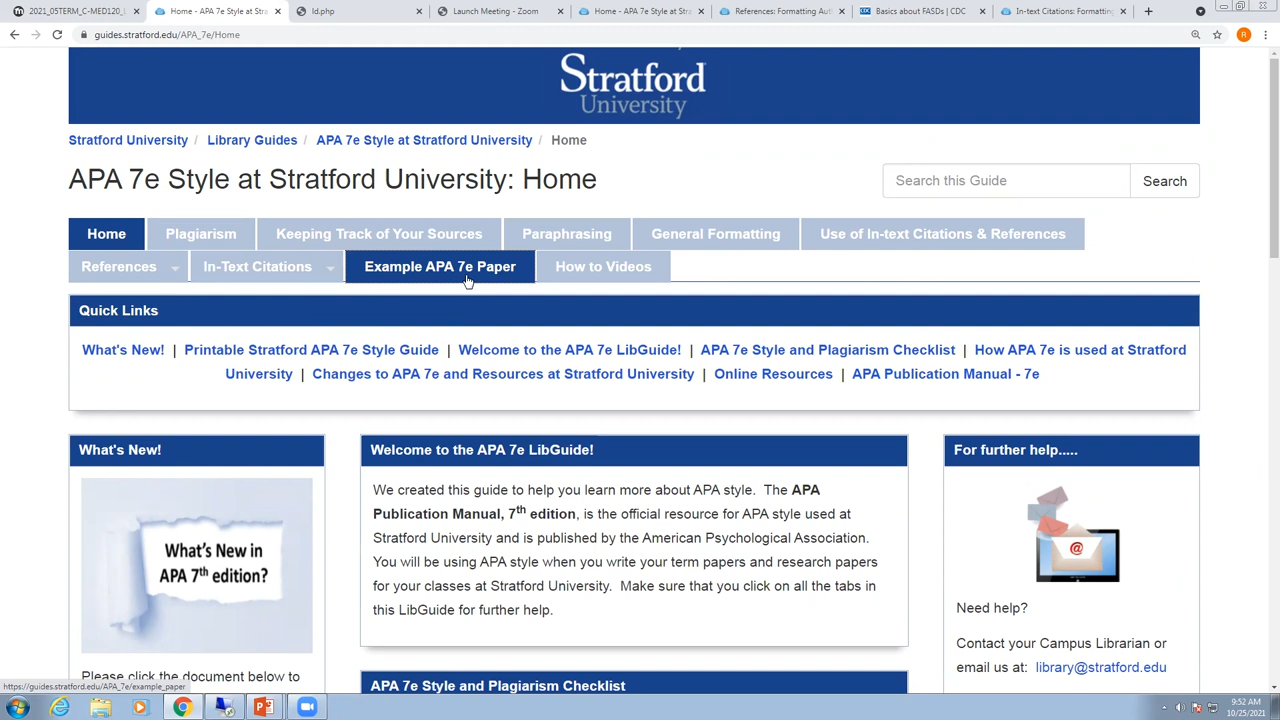 2021_05TERM_C-MED120_L
Home - APA 7e Style at Strat
ld.php
Launch Meeting - Zoom
Home - APA 7e Style at Strat
References: Formatting Auth
Basics about FASDs | CDC
In-text Citations: Formatting
guides.stratford.edu/APA_7e/Home
R
Stratford
University
Stratford University / Library Guides / APA 7e Style at Stratford University / Home
APA 7e Style at Stratford University: Home
Search this Guide
Search
Home
Plagiarism
Keeping Track of Your Sources
Paraphrasing
General Formatting
Use of In-text Citations & References
References
In-Text Citations
Example APA 7e Paper
How to Videos
Quick Links
What's New! | Printable Stratford APA 7e Style Guide | Welcome to the APA 7e LibGuide! | APA 7e Style and Plagiarism Checklist | How APA 7e is used at Stratford
University | Changes to APA 7e and Resources at Stratford University | Online Resources | APA Publication Manual - 7e
What's New!
What's New in
APA 7th edition?
Please click the document below to
Welcome to the APA 7e LibGuide!
We created this guide to help you learn more about APA style. The APA
Publication Manual, 7th edition, is the official resource for APA style used at
Stratford University and is published by the American Psychological Association.
You will be using APA style when you write your term papers and research papers
for your classes at Stratford University. Make sure that you click on all the tabs in
this LibGuide for further help.
APA 7e Style and Plagiarism Checklist
For further help.....
@
Need help?
Contact your Campus Librarian or
email us at: library@stratford.edu
https://guides.stratford.edu/APA_7e/example_paper
9:52 AM
10/25/2021